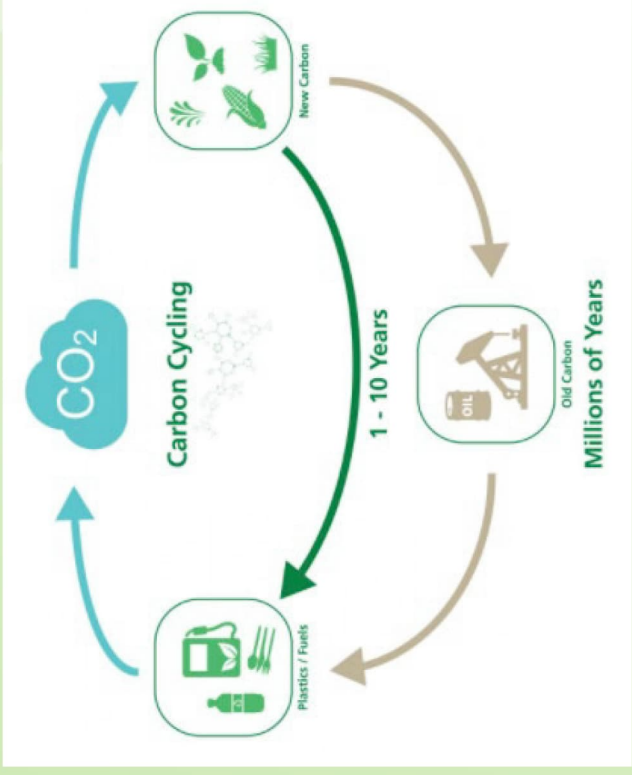 CO₂
Carbon Cycling
New Carbon
Plastics / Fuels
1 - 10 Years
OIL
Old Carbon
Millions of Years